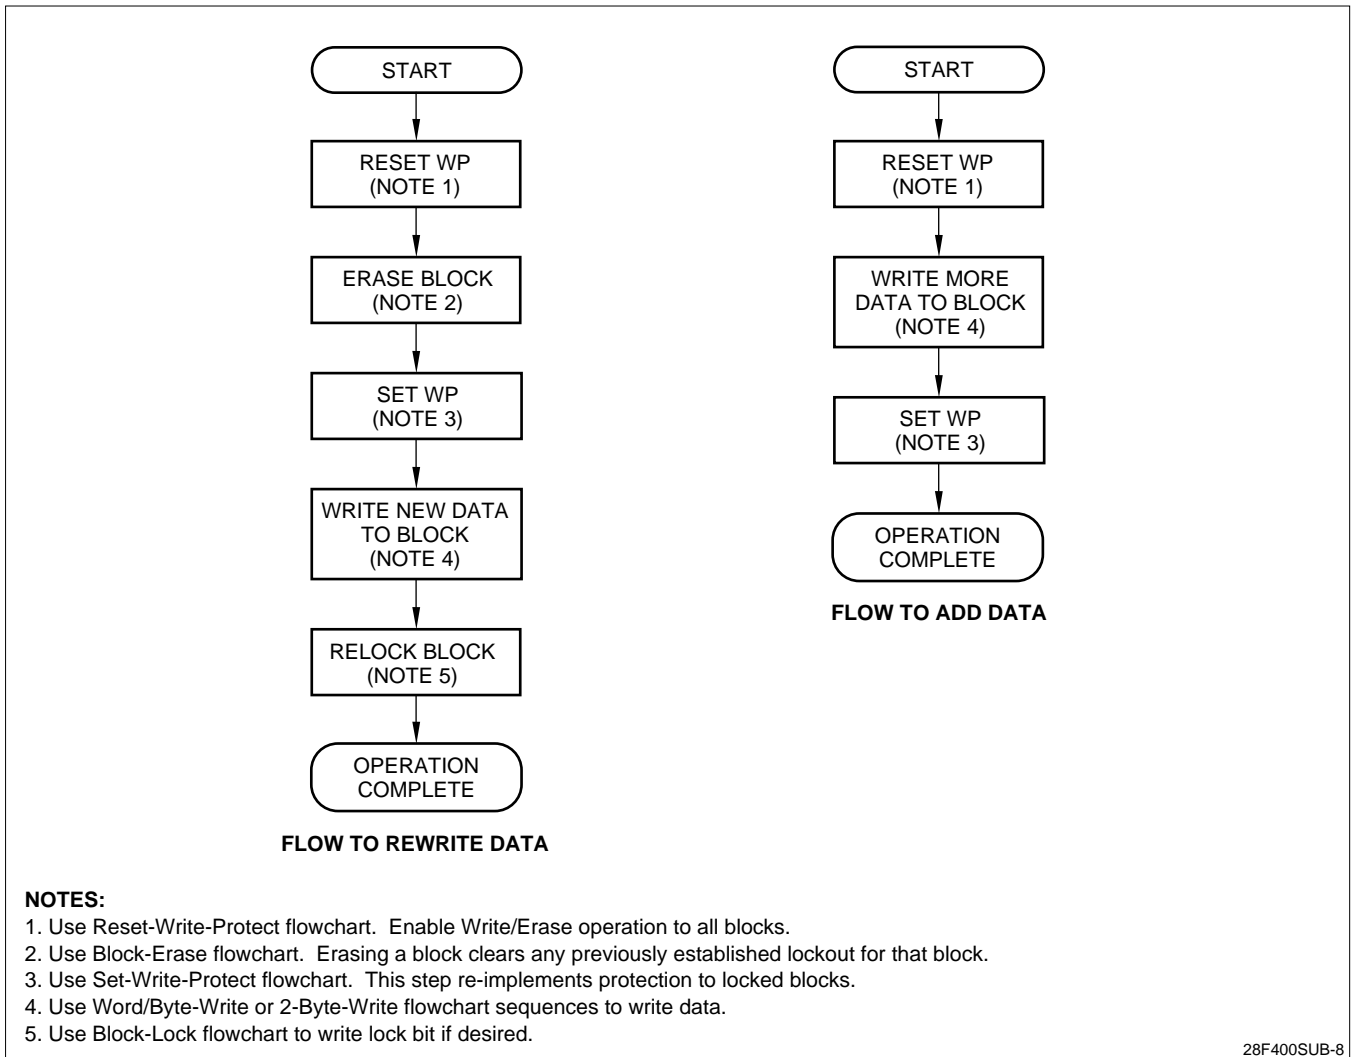 START
RESET WP
(NOTE 1)
ERASE BLOCK
(NOTE 2)
SET WP
(NOTE 3)
WRITE NEW DATA
TO BLOCK
(NOTE 4)
RELOCK BLOCK
(NOTE 5)
OPERATION
COMPLETE
FLOW TO REWRITE DATA
START
RESET WP
(NOTE 1)
WRITE MORE
DATA TO BLOCK
(NOTE 4)
SET WP
(NOTE 3)
OPERATION
COMPLETE
FLOW TO ADD DATA
NOTES:
1. Use Reset-Write-Protect flowchart.  Enable Write/Erase operation to all blocks.
2. Use Block-Erase flowchart.  Erasing a block clears any previously established lockout for that block.
3. Use Set-Write-Protect flowchart.  This step re-implements protection to locked blocks.
4. Use Word/Byte-Write or 2-Byte-Write flowchart sequences to write data.
5. Use Block-Lock flowchart to write lock bit if desired.
28F400SUB-8